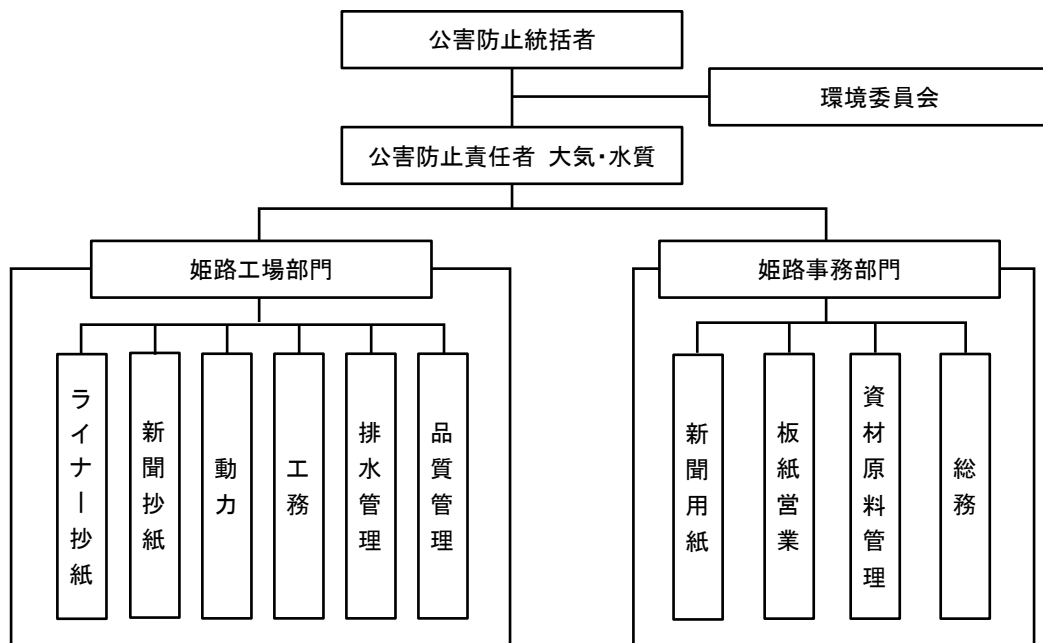 公害防止統括者
環境委員会
公害防止責任者 大気・水質
姫路工場部門
姫路事務部門
ライナー抄紙
新聞抄紙
動力
工務
排水管理
品質管理
新聞用紙
板紙営業
資材原料管理
総務